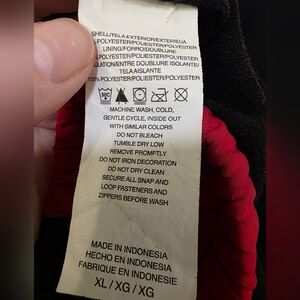 SHELL/TELA EXTERIOR/EXTERIEUR
POLYESTER/POLIESTER/POLYESTER
LINING/FORRO/DOUBLURE
POLYESTER/POLIESTER/POLYESTER
LATION/ENTRE DOUBLURE ISOLANTE/
TELA AISLANTE
100% POLYESTER/POLIESTER/POLYESTER
30C
MACHINE WASH, COLD,
GENTLE CYCLE, INSIDE OUT
WITH SIMILAR COLORS
DO NOT BLEACH
TUMBLE DRY LOW
REMOVE PROMPTLY
DO NOT IRON DECORATION
DO NOT DRY CLEAN
SECURE ALL SNAP AND
LOOP FASTENERS AND
ZIPPERS BEFORE WASH
MADE IN INDONESIA
HECHO EN INDONESIA
FABRIQUE EN INDONESIE
XL / XG / XG